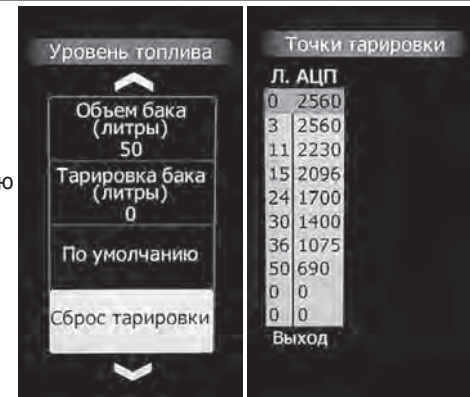 ю
Уровень топлива
Объем бака
(литры)
50
Тарировка бака
(литры)
0
По умолчанию
Сброс тарировки
Точки тарировки
Л. АЦП
0 2560
3 2560
11 2230
15 2096
24 1700
30 1400
36 1075
50 690
0 0
0 0
Выход